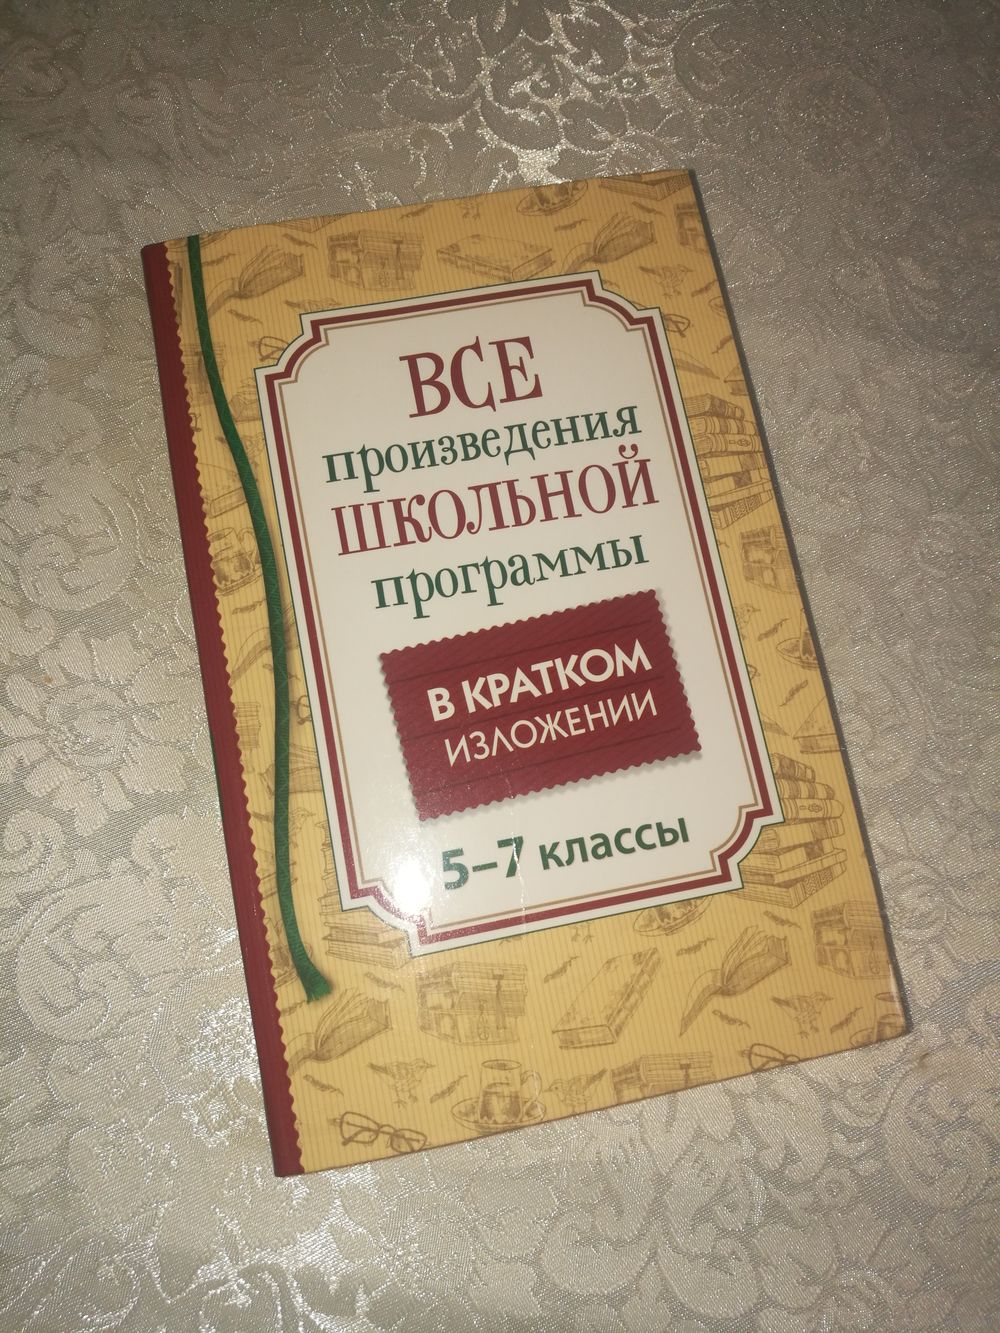 ВСЕ
произведения
ШКОЛЬНОЙ
программы
В КРАТКОМ
ИЗЛОЖЕНИИ
5–7 классы